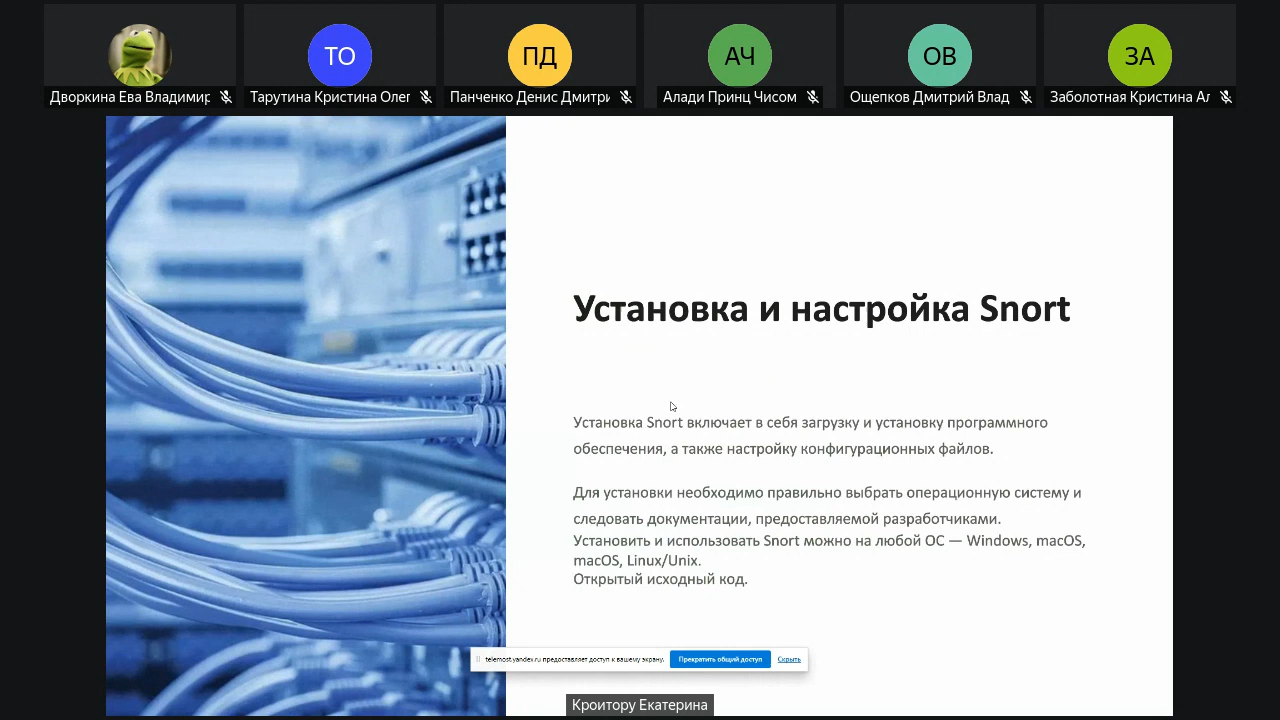 ТО
ПД
АЧ
ОВ
ЗА
Дворкина Ева Владимир
Тарутина Кристина Олег
Панченко Денис Дмитри
Алади Принц Чисом
Ощепков Дмитрий Влад
Заболотная Кристина Ал
Установка и настройка Snort
Установка Snort включает в себя загрузку и установку программного
обеспечения, а также настройку конфигурационных файлов.
Для установки необходимо правильно выбрать операционную систему и
следовать документации, предоставляемой разработчиками.
Установить и использовать Snort можно на любой ОС — Windows, macOS,
macOS, Linux/Unix.
Открытый исходный код.
telemost.yandex.ru предоставляет доступ к вашему экрану. Прекратить общий доступ Скрыть
Кроитору Екатерина